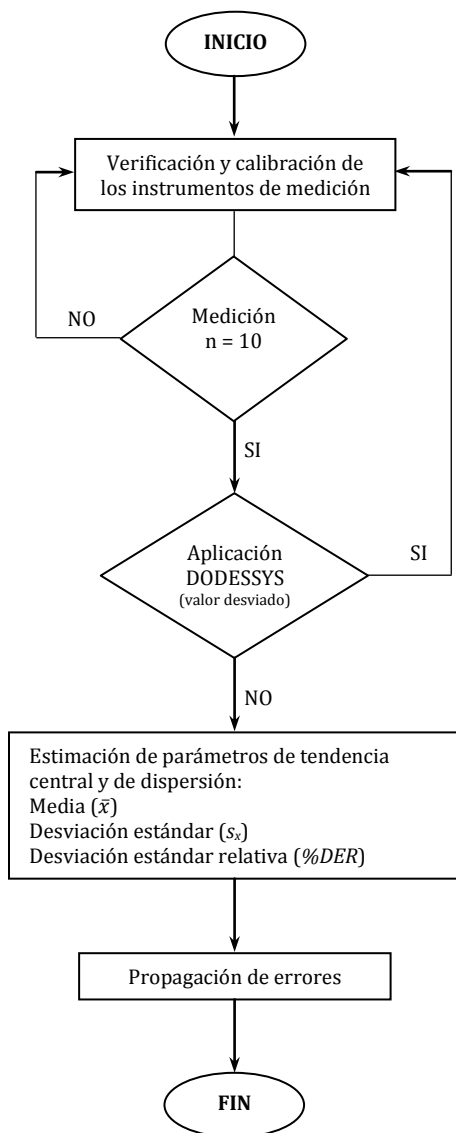 INICIO
Verificación y calibración de
los instrumentos de medición
Medición
n = 10
NO
SI
Aplicación
DODESSYS
(valor desviado)
SI
NO
Estimación de parámetros de tendencia
central y de dispersión:
Media (x̄)
Desviación estándar (sₓ)
Desviación estándar relativa (%DER)
Propagación de errores
FIN